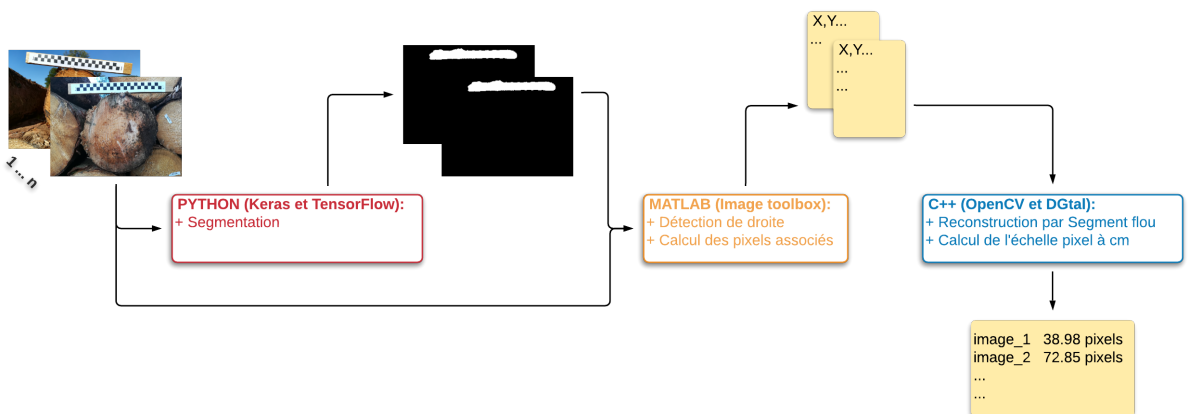 1 ... n
PYTHON (Keras et TensorFlow):
+ Segmentation
MATLAB (Image toolbox):
+ Détection de droite
+ Calcul des pixels associés
X,Y...
...
X,Y...
...
...
C++ (OpenCV et DGtal):
+ Reconstruction par Segment flou
+ Calcul de l'échelle pixel à cm
image_1 38.98 pixels
image_2 72.85 pixels
...
...